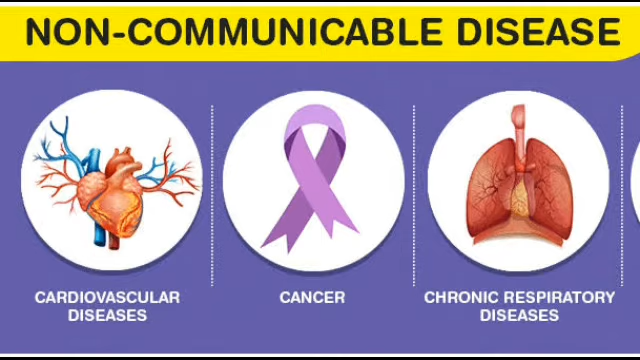 NON-COMMUNICABLE DISEASE
CARDIOVASCULAR
DISEASES
CANCER
CHRONIC RESPIRATORY
DISEASES